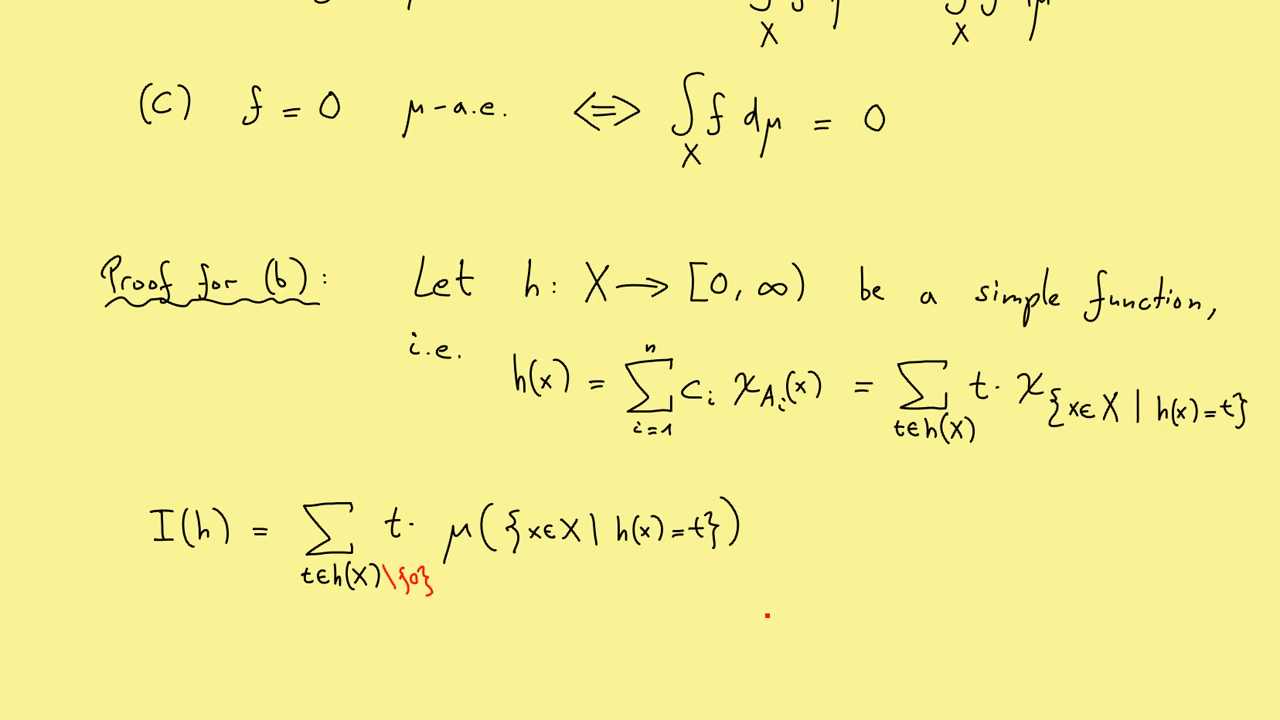 (c) f = 0 μ-a.e. ⟺ ∫_X f dμ = 0
Proof for (b): Let h: X → [0, ∞) be a simple function,
i.e. h(x) = ∑_{i=1}^{n} c_i χ_{A_i}(x) = ∑_{t∈h(X)} t · χ_{{x∈X | h(x)=t}}
I(h) = ∑_{t∈h(X)\{0}} t · μ({x∈X | h(x)=t})